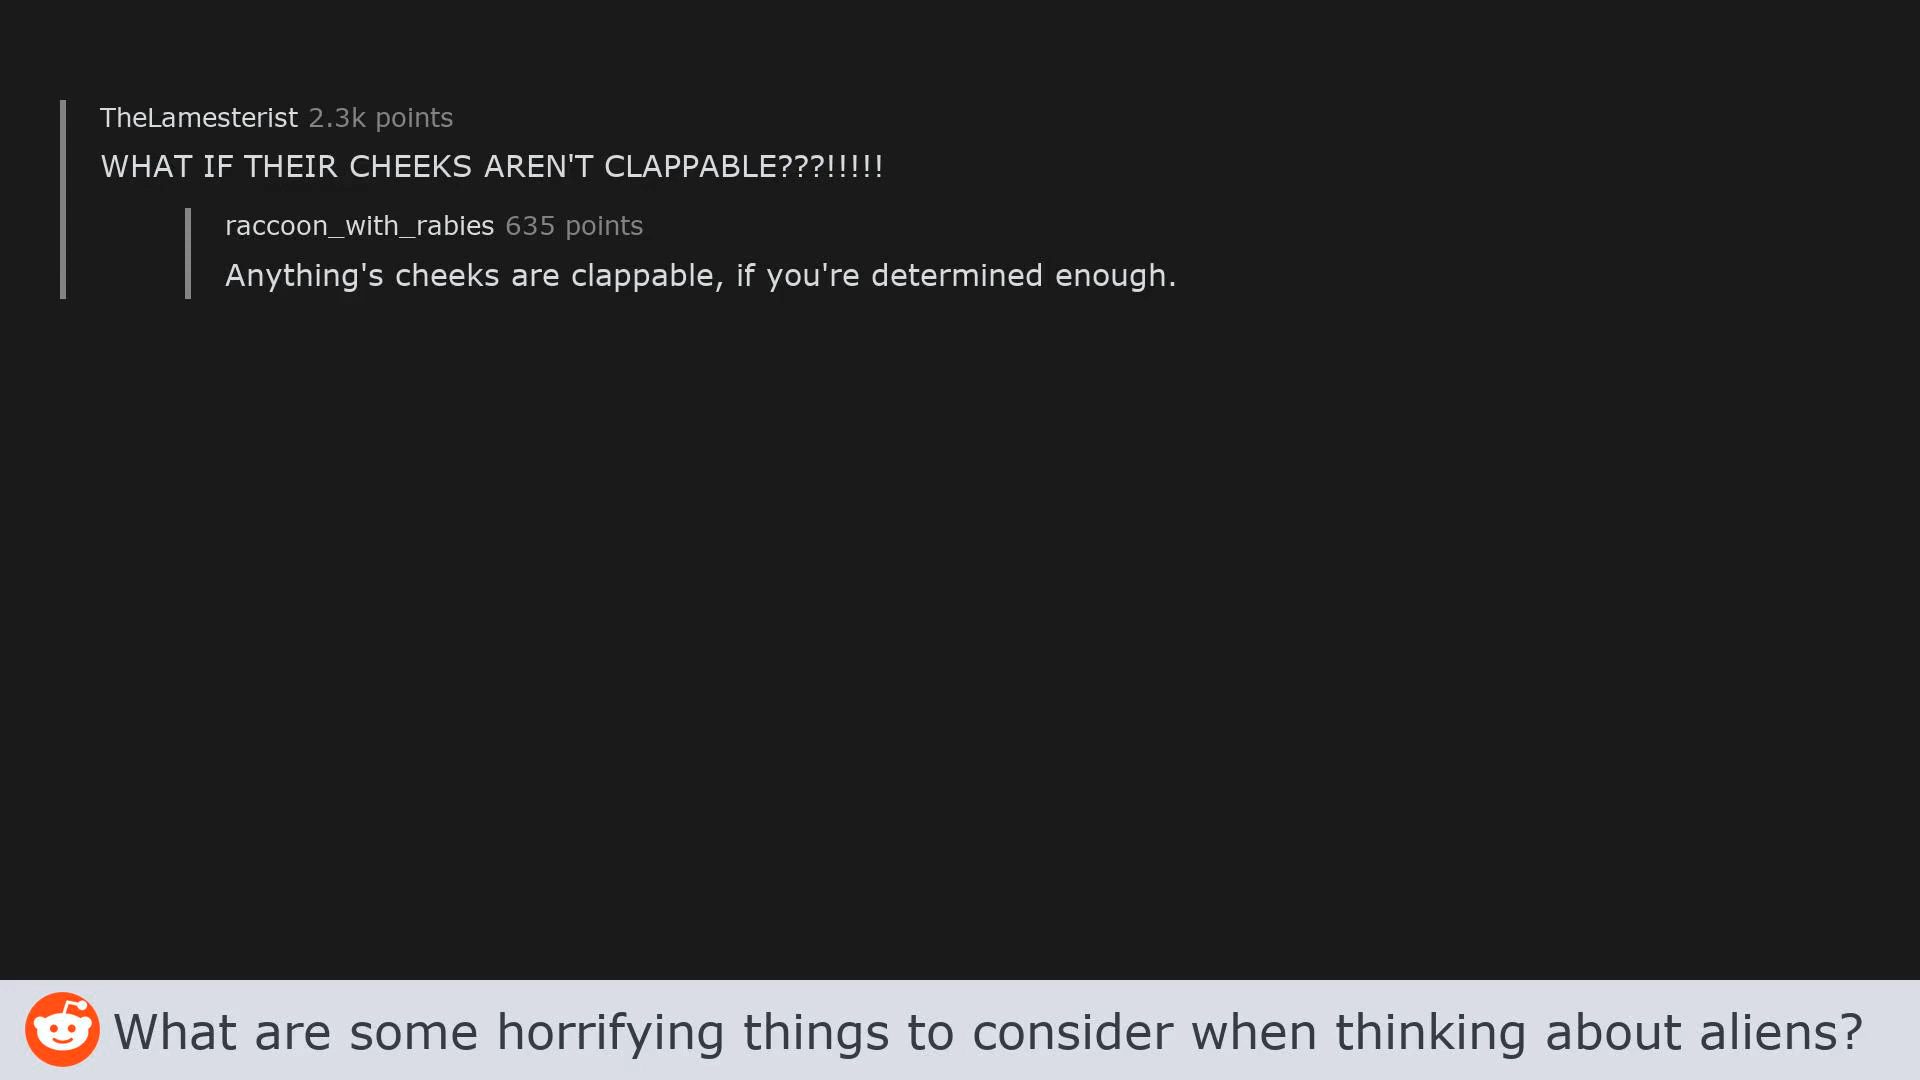 TheLamesterist 2.3k points
WHAT IF THEIR CHEEKS AREN'T CLAPPABLE???!!!!!
raccoon_with_rabies 635 points
Anything's cheeks are clappable, if you're determined enough.
What are some horrifying things to consider when thinking about aliens?